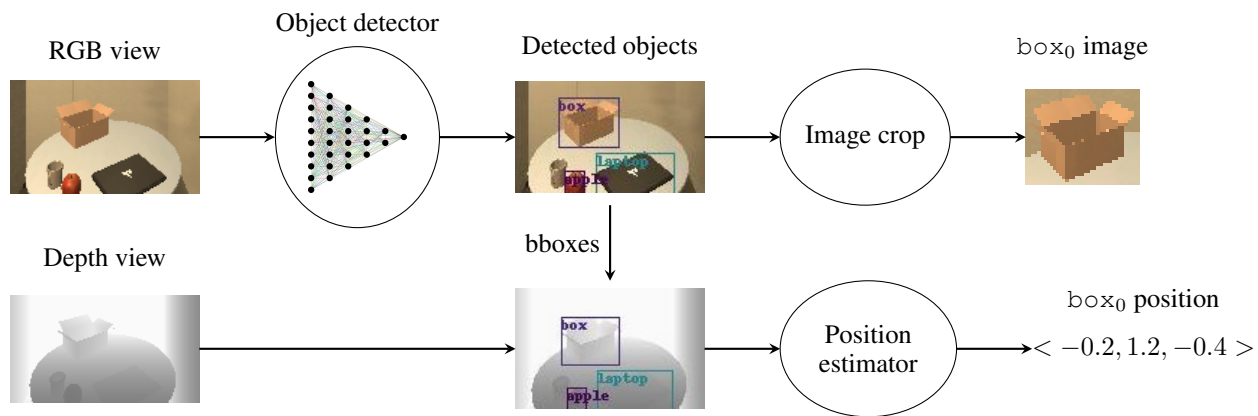 Object detector
RGB view
Detected objects
box₀ image
box
laptop
apple
Image crop
bboxes
Depth view
box
laptop
apple
Position
estimator
box₀ position
< −0.2, 1.2, −0.4 >